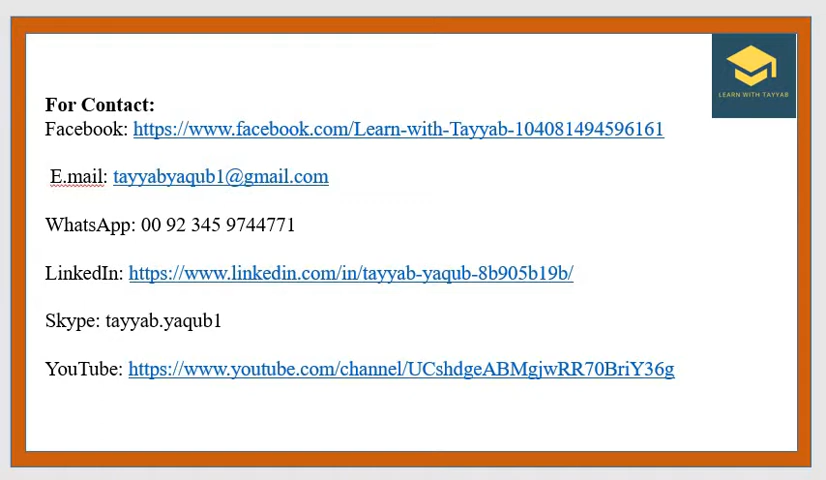 LEARN WITH TAYYAB
For Contact:
Facebook: https://www.facebook.com/Learn-with-Tayyab-104081494596161
E.mail: tayyabyaqub1@gmail.com
WhatsApp: 00 92 345 9744771
LinkedIn: https://www.linkedin.com/in/tayyab-yaqub-8b905b19b/
Skype: tayyab.yaqub1
YouTube: https://www.youtube.com/channel/UCshdgeABMgjwRR70BriY36g